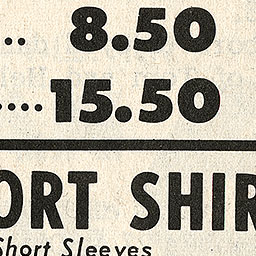 .. 8.50
....15.50
ORT SHIR
Short Sleeves